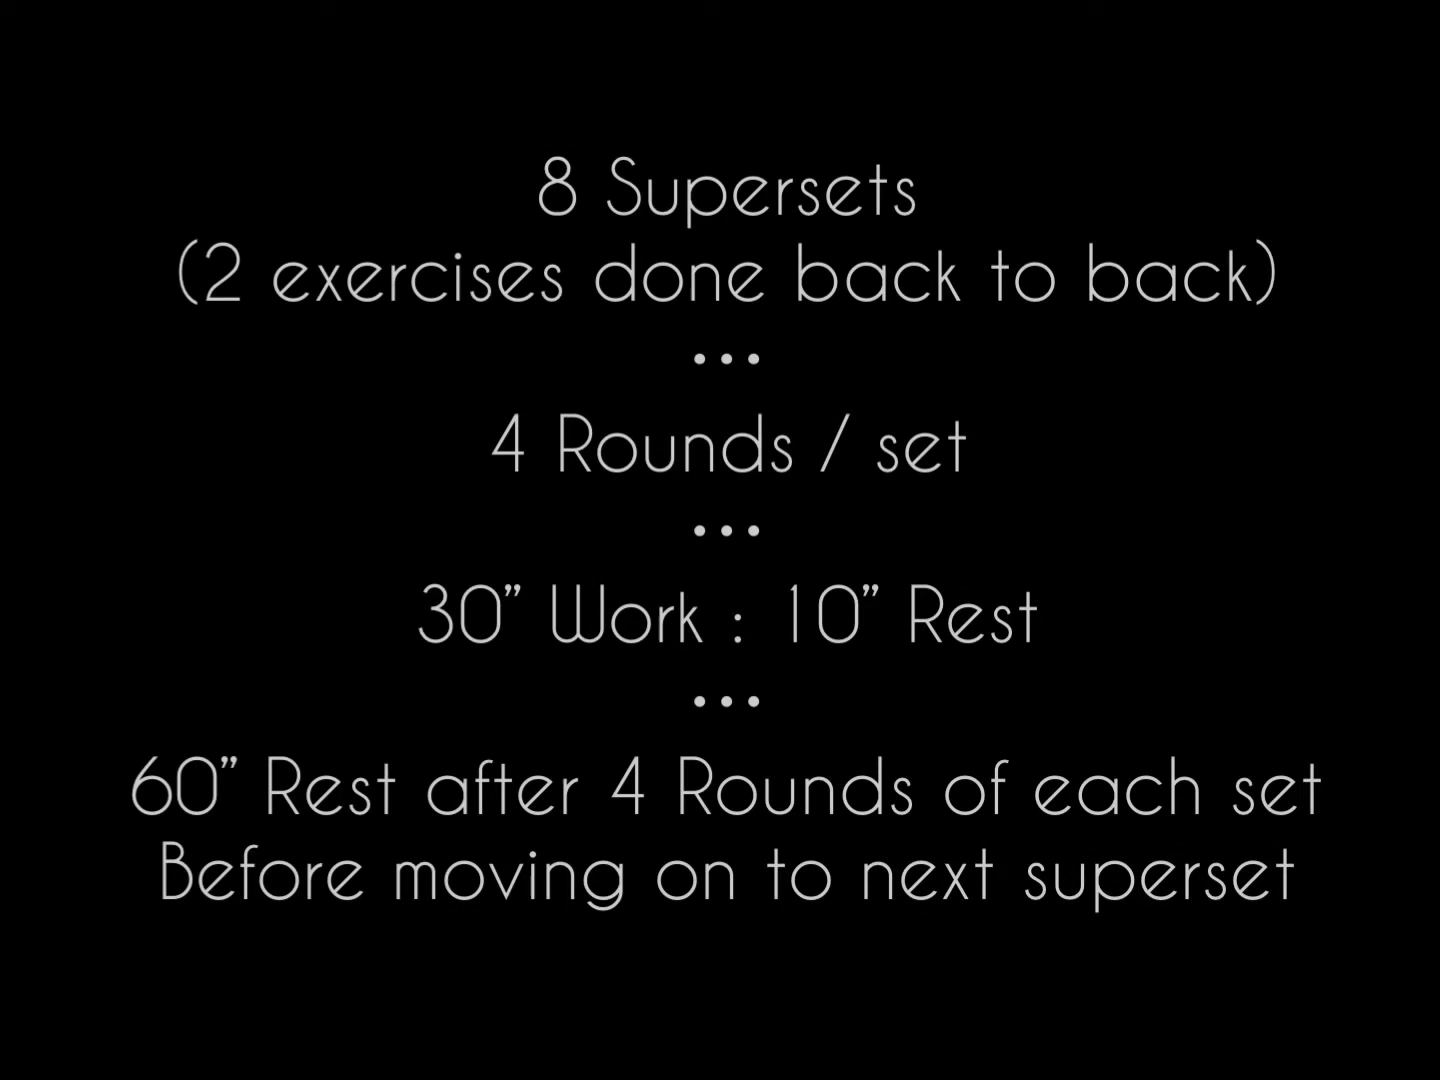 8 Supersets
(2 exercises done back to back)
•••
4 Rounds / set
•••
30” Work : 10” Rest
•••
60” Rest after 4 Rounds of each set
Before moving on to next superset